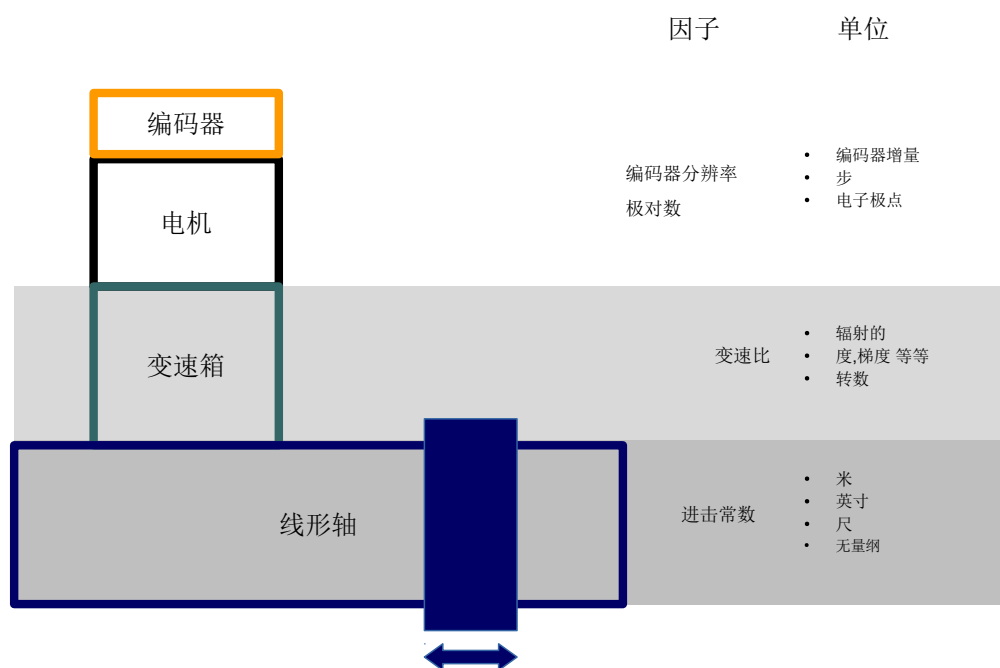 因子 单位
编码器
编码器分辨率
极对数
• 编码器增量
• 步
• 电子极点
电机
变速箱
变速比
• 辐射的
• 度,梯度 等等
• 转数
线形轴
进击常数
• 米
• 英寸
• 尺
• 无量纲